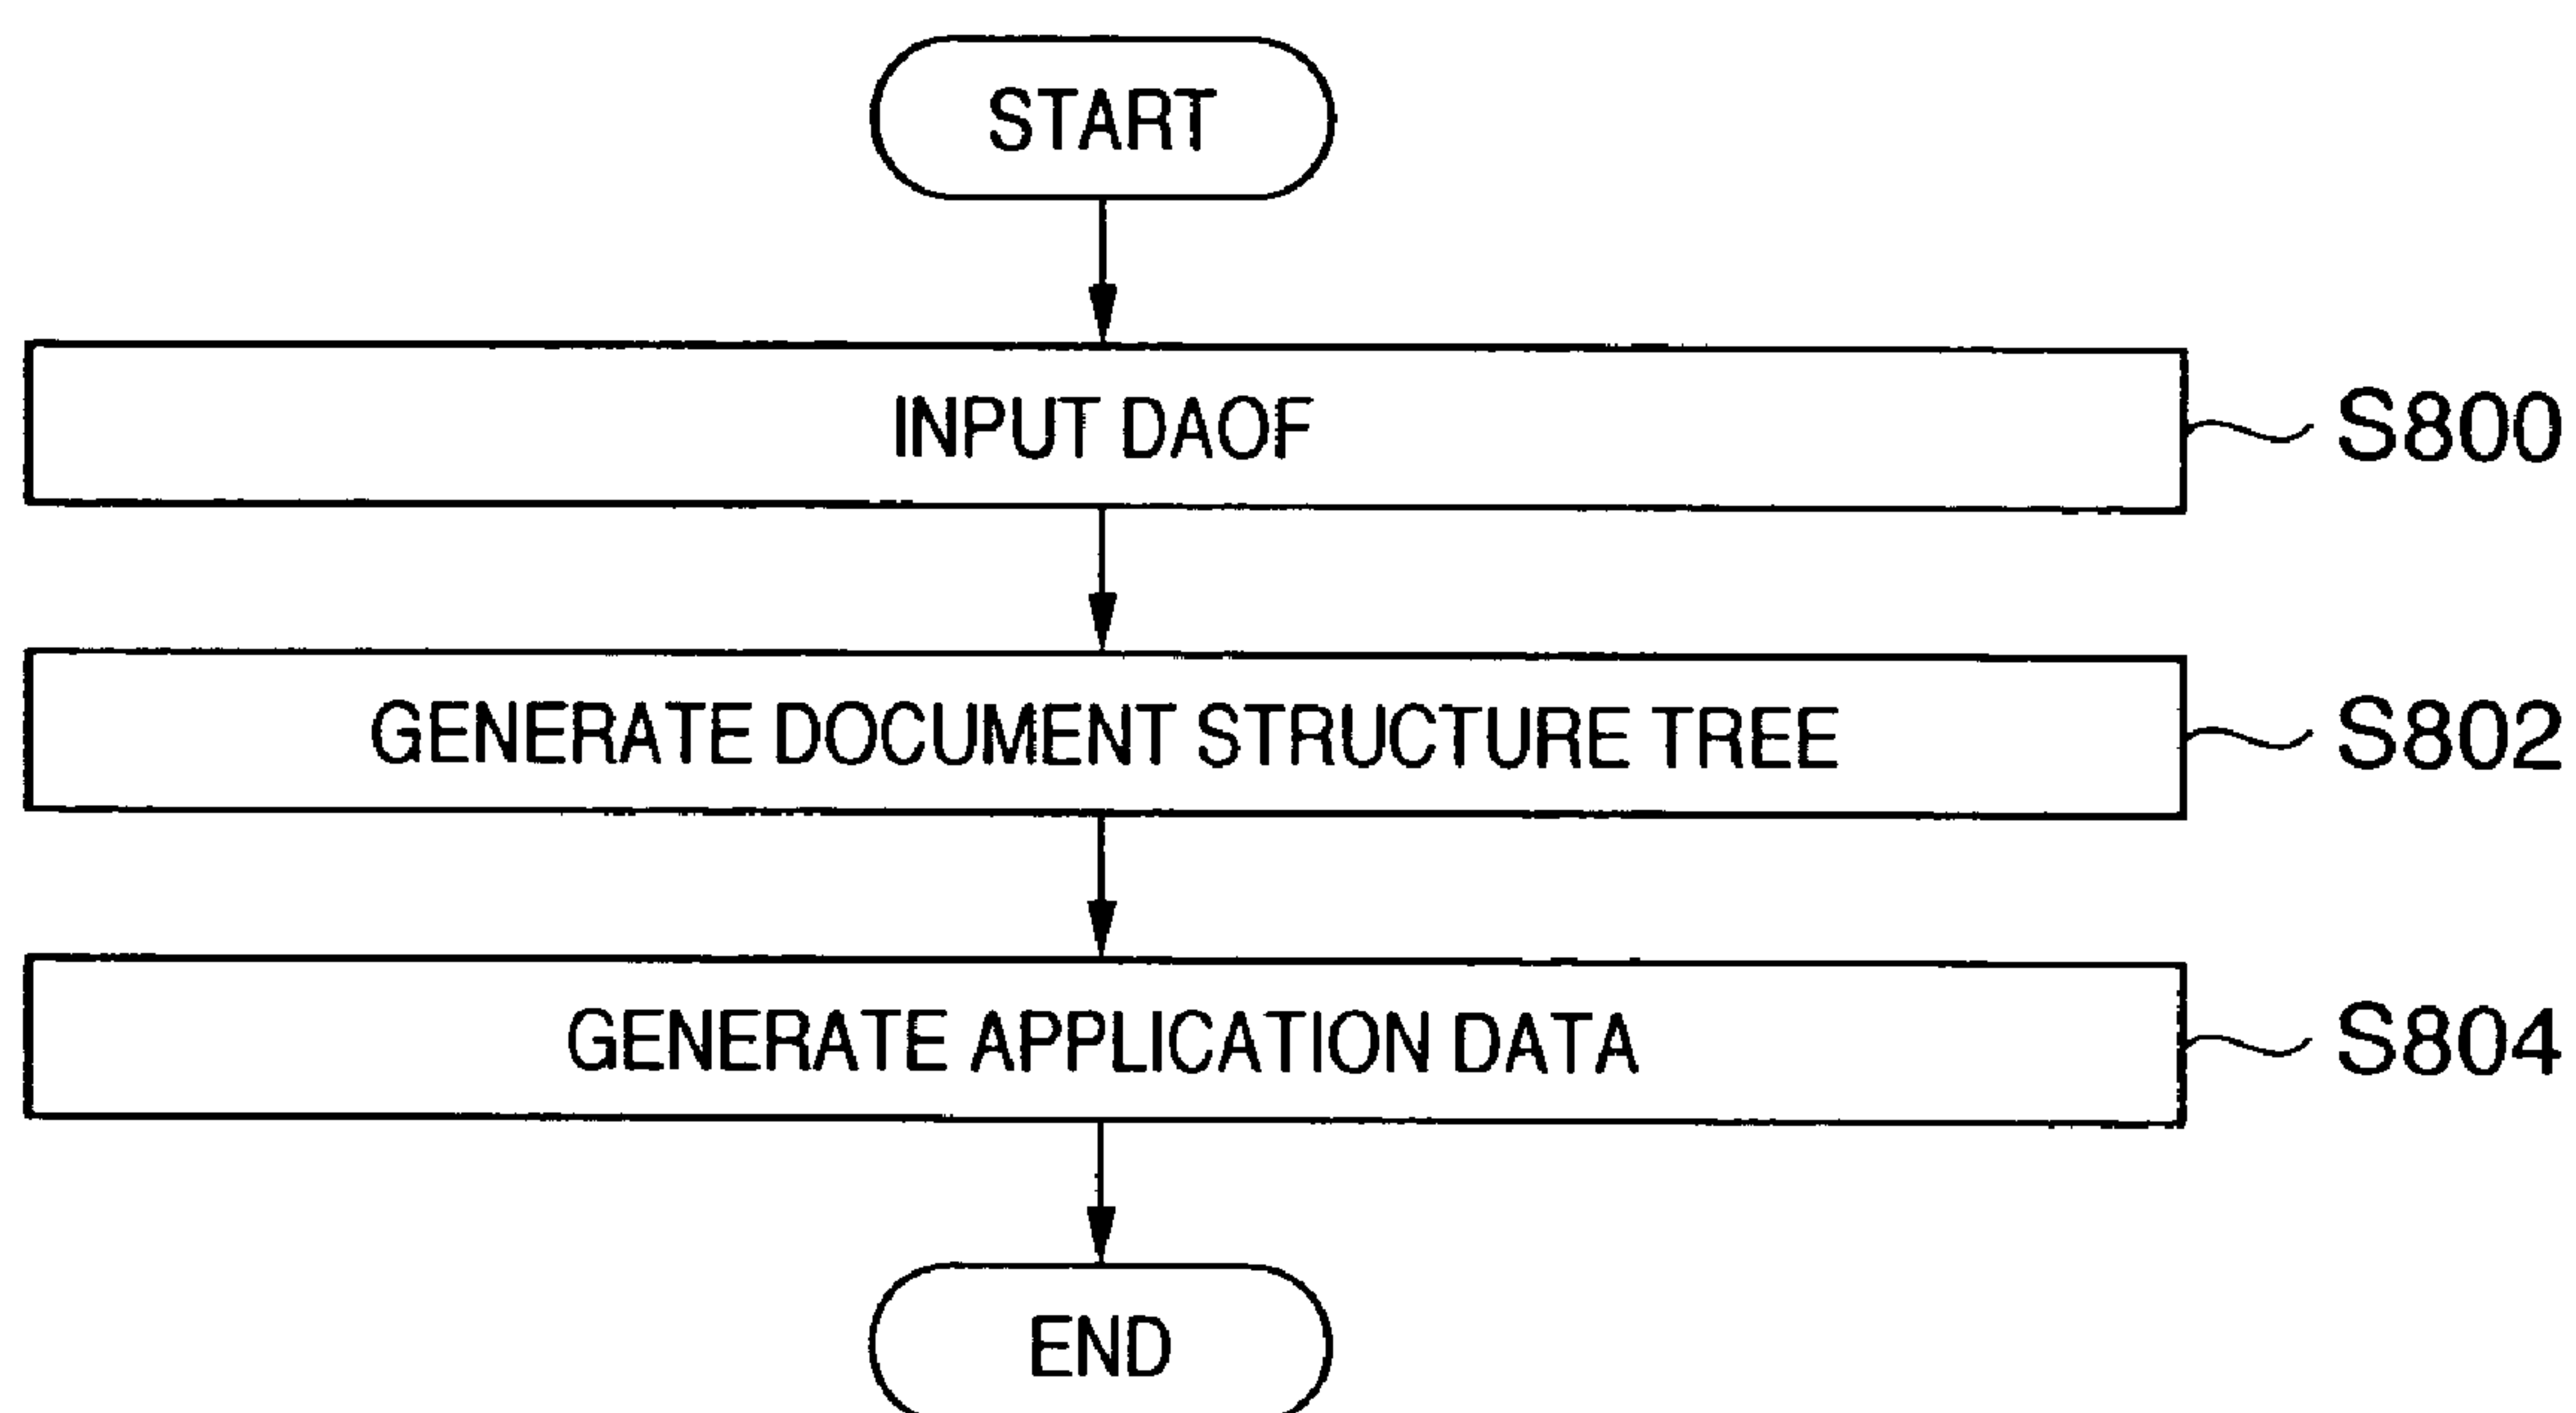 START
INPUT DAOF
S800
GENERATE DOCUMENT STRUCTURE TREE
S802
GENERATE APPLICATION DATA
S804
END